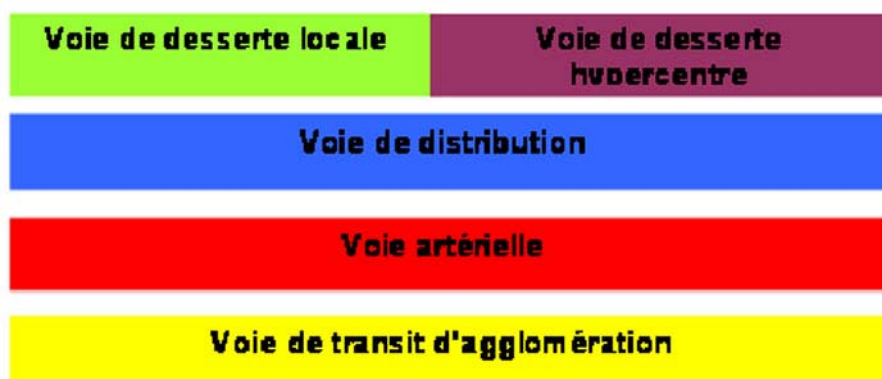 Voie de desserte locale
Voie de desserte
hypercentre
Voie de distribution
Voie artérielle
Voie de transit d'agglomération